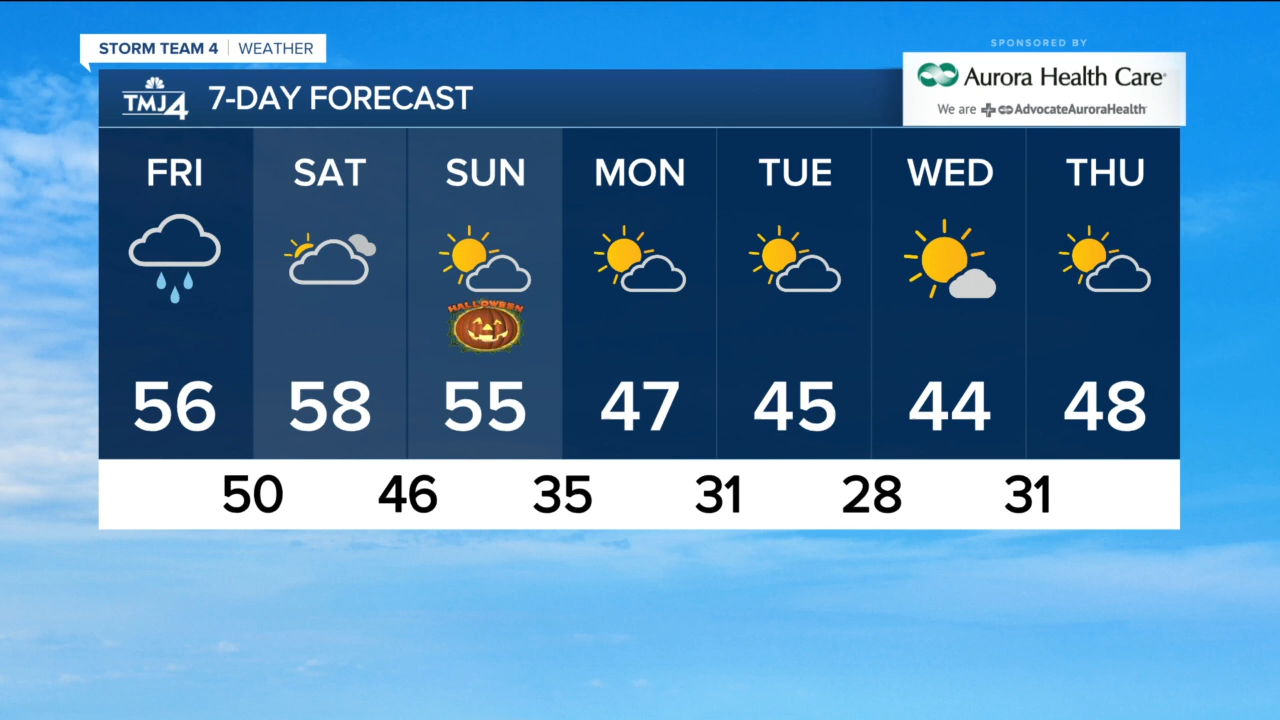 SPONSORED BY
STORM TEAM 4 | WEATHER
Aurora Health Care®
We are AdvocateAuroraHealth
TMJ4 7-DAY FORECAST
FRI SAT SUN MON TUE WED THU
HALLOWEEN
56 58 55 47 45 44 48
50 46 35 31 28 31